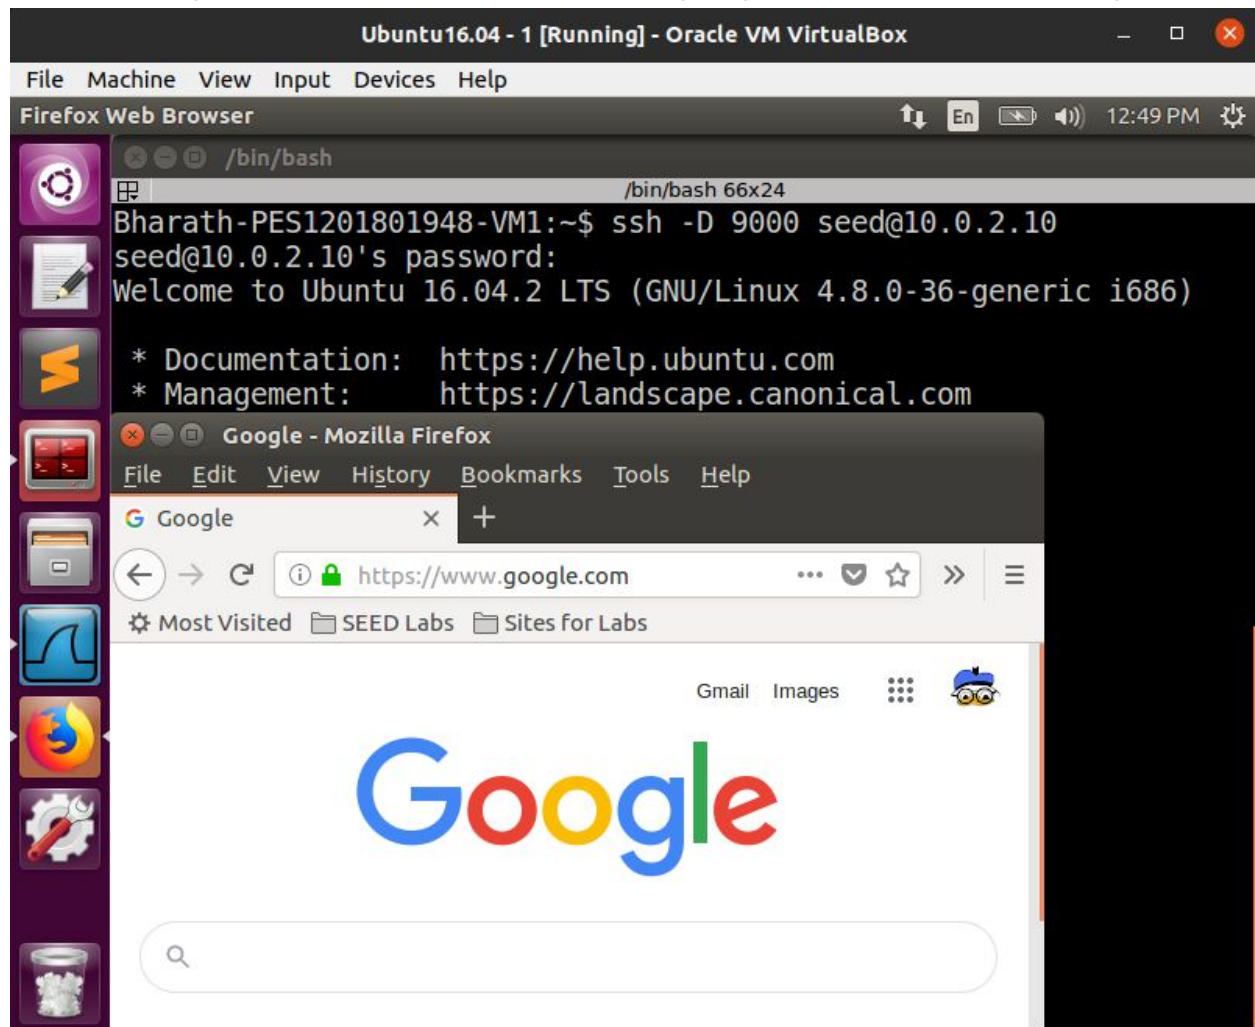 Ubuntu16.04 - 1 [Running] - Oracle VM VirtualBox
File Machine View Input Devices Help
Firefox Web Browser En 12:49 PM
/bin/bash
/bin/bash 66x24
Bharath-PES1201801948-VM1:~$ ssh -D 9000 seed@10.0.2.10
seed@10.0.2.10's password:
Welcome to Ubuntu 16.04.2 LTS (GNU/Linux 4.8.0-36-generic i686)
* Documentation: https://help.ubuntu.com
* Management: https://landscape.canonical.com
Google - Mozilla Firefox
File Edit View History Bookmarks Tools Help
G Google
https://www.google.com
Most Visited SEED Labs Sites for Labs
Gmail Images
Google